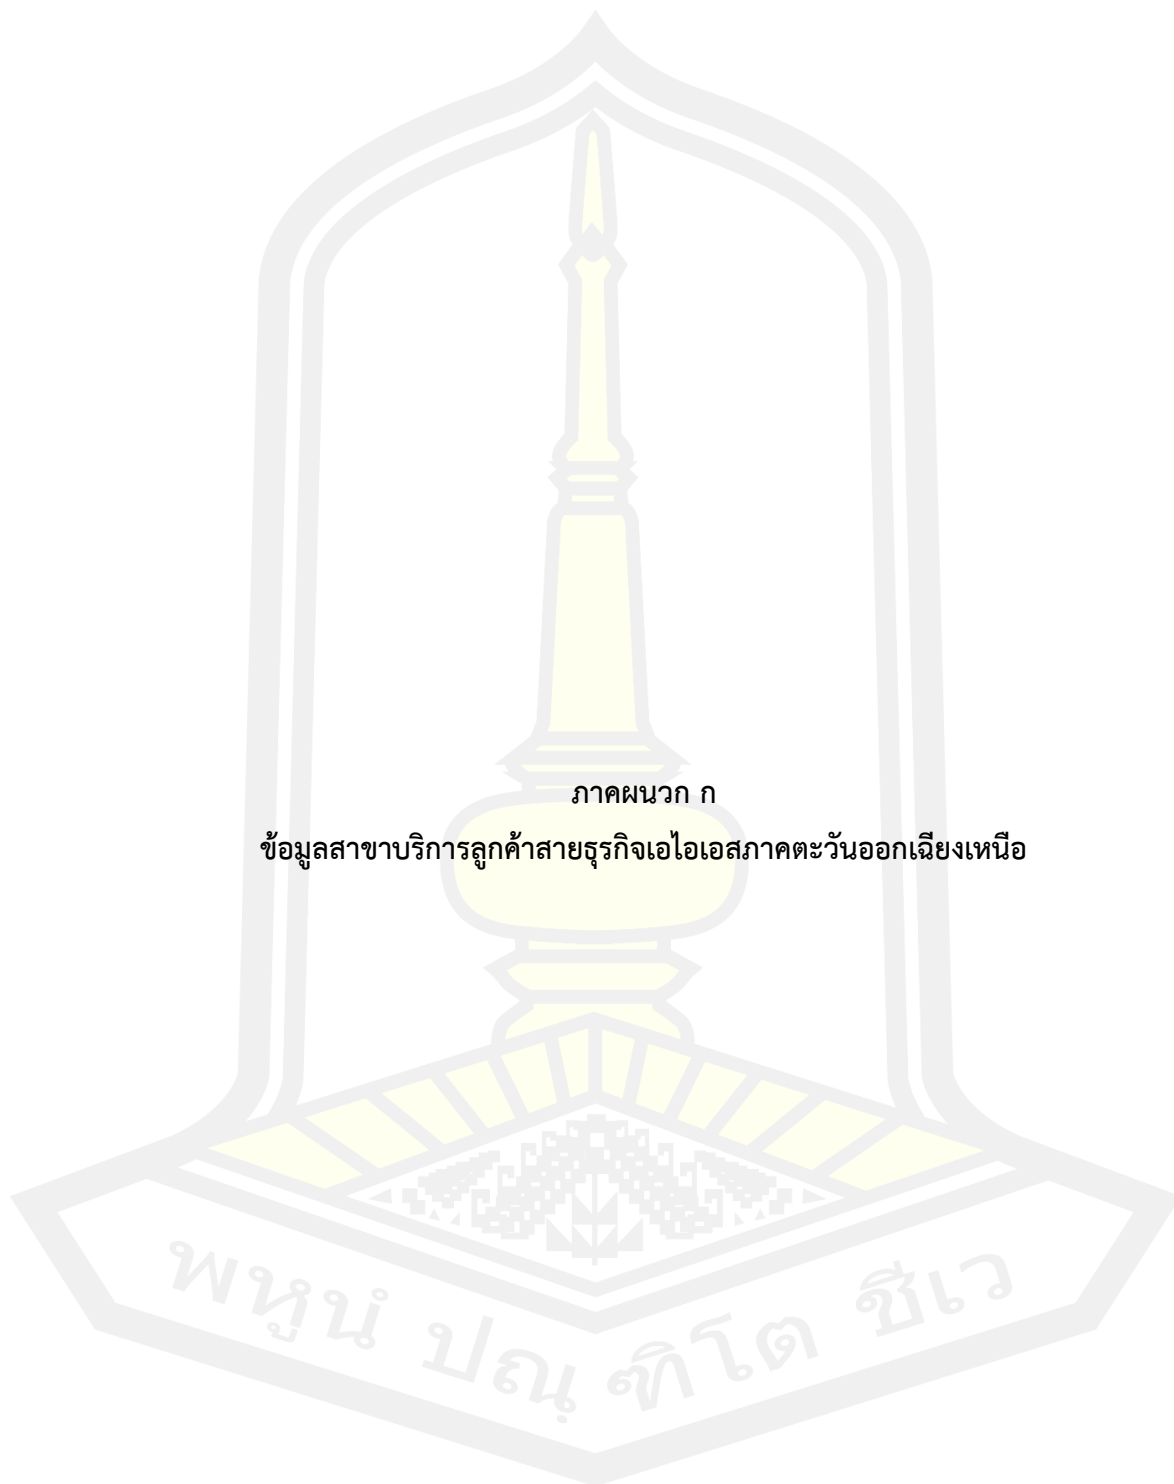 ภาคผนวก ก
ข้อมูลสาขาบริการลูกค้าสายธุรกิจเอไอเอสภาคตะวันออกเฉียงเหนือ
พหูนํ ปณฺฑิโต ชีเว